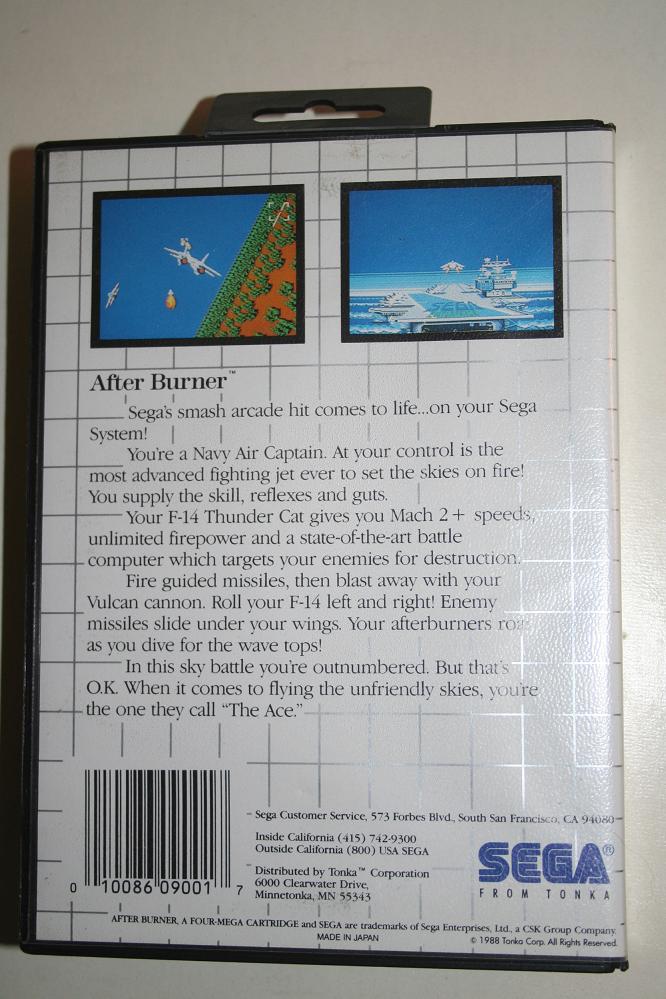 After Burner™
Sega's smash arcade hit comes to life...on your Sega
System!
You're a Navy Air Captain. At your control is the
most advanced fighting jet ever to set the skies on fire!
You supply the skill, reflexes and guts.
Your F-14 Thunder Cat gives you Mach 2+ speeds,
unlimited firepower and a state-of-the-art battle
computer which targets your enemies for destruction.
Fire guided missiles, then blast away with your
Vulcan cannon. Roll your F-14 left and right! Enemy
missiles slide under your wings. Your afterburners roar
as you dive for the wave tops!
In this sky battle you're outnumbered. But that's
O.K. When it comes to flying the unfriendly skies, you're
the one they call "The Ace."
Sega Customer Service, 573 Forbes Blvd., South San Francisco, CA 94080
Inside California (415) 742-9300
Outside California (800) USA SEGA
Distributed by Tonka™ Corporation
6000 Clearwater Drive,
Minnetonka, MN 55343
SEGA®
FROM TONKA
0 10086 09001 7
AFTER BURNER, A FOUR-MEGA CARTRIDGE and SEGA are trademarks of Sega Enterprises, Ltd., a CSK Group Company.
MADE IN JAPAN
© 1988 Tonka Corp. All Rights Reserved.